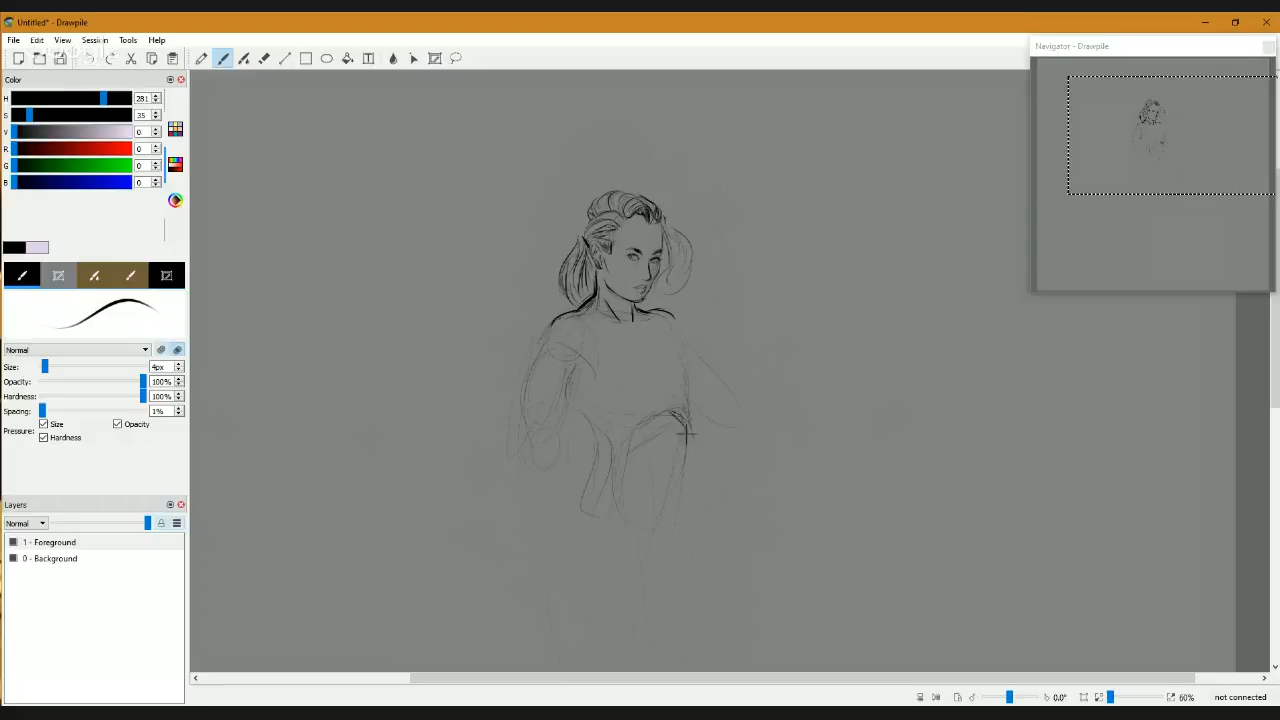 Untitled* - Drawpile
File Edit View Session Tools Help
Navigator - Drawpile
Color
H 281
S 35
V 0
R 0
G 0
B 0
Normal
Size: 4px
Opacity: 100%
Hardness: 100%
Spacing: 1%
Pressure: Size Opacity
Hardness
Layers
Normal
1 - Foreground
0 - Background
0.0° 60% not connected